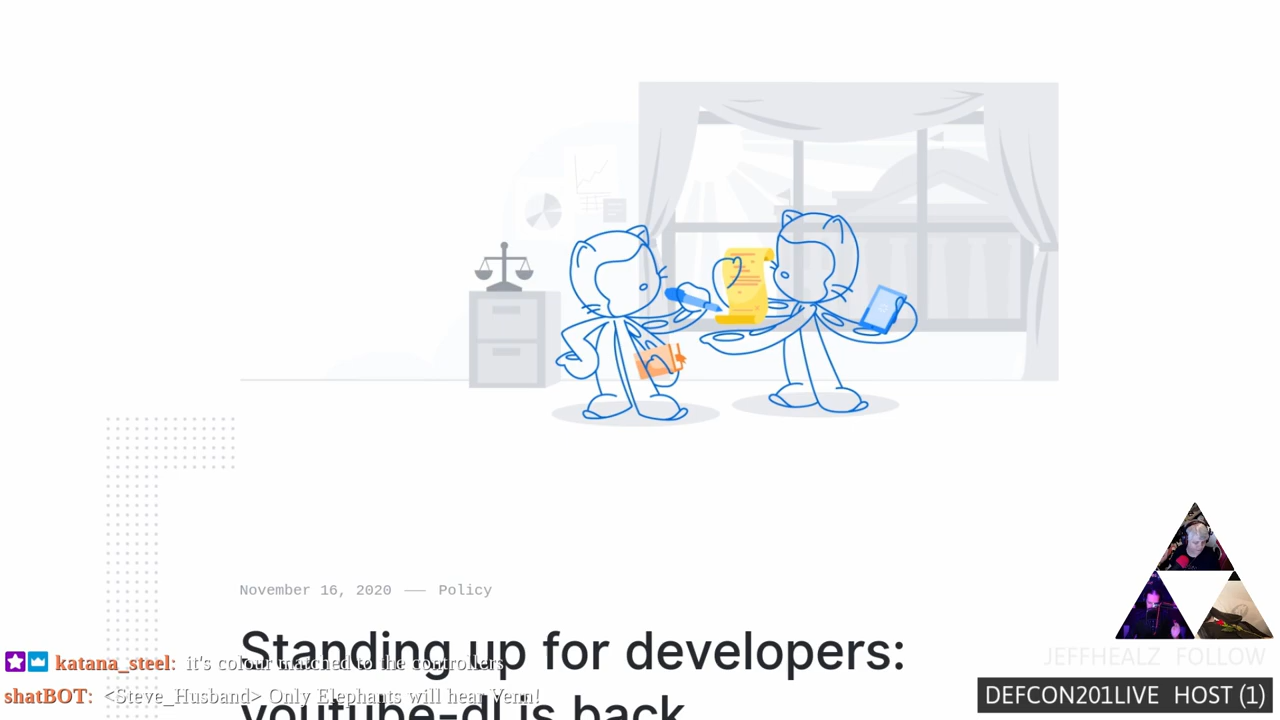 November 16, 2020 — Policy
Standing up for developers:
youtube-dl is back
katana_steel: it's colour matched to the controllers
shatBOT: <Steve_Husband> Only Elephants will hear Venn!
JEFFHEALZ FOLLOW
DEFCON201LIVE HOST (1)